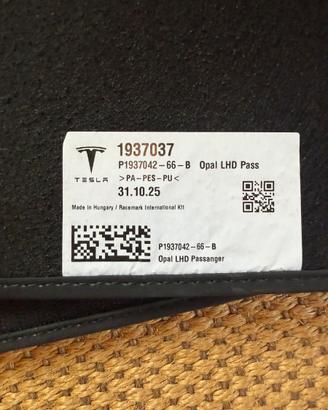 TESLA
1937037
P1937042-66-B Opal LHD Pass
>PA-PES-PU<
31.10.25
Made in Hungary / Racemark International Kft
P1937042-66-B
Opal LHD Passanger